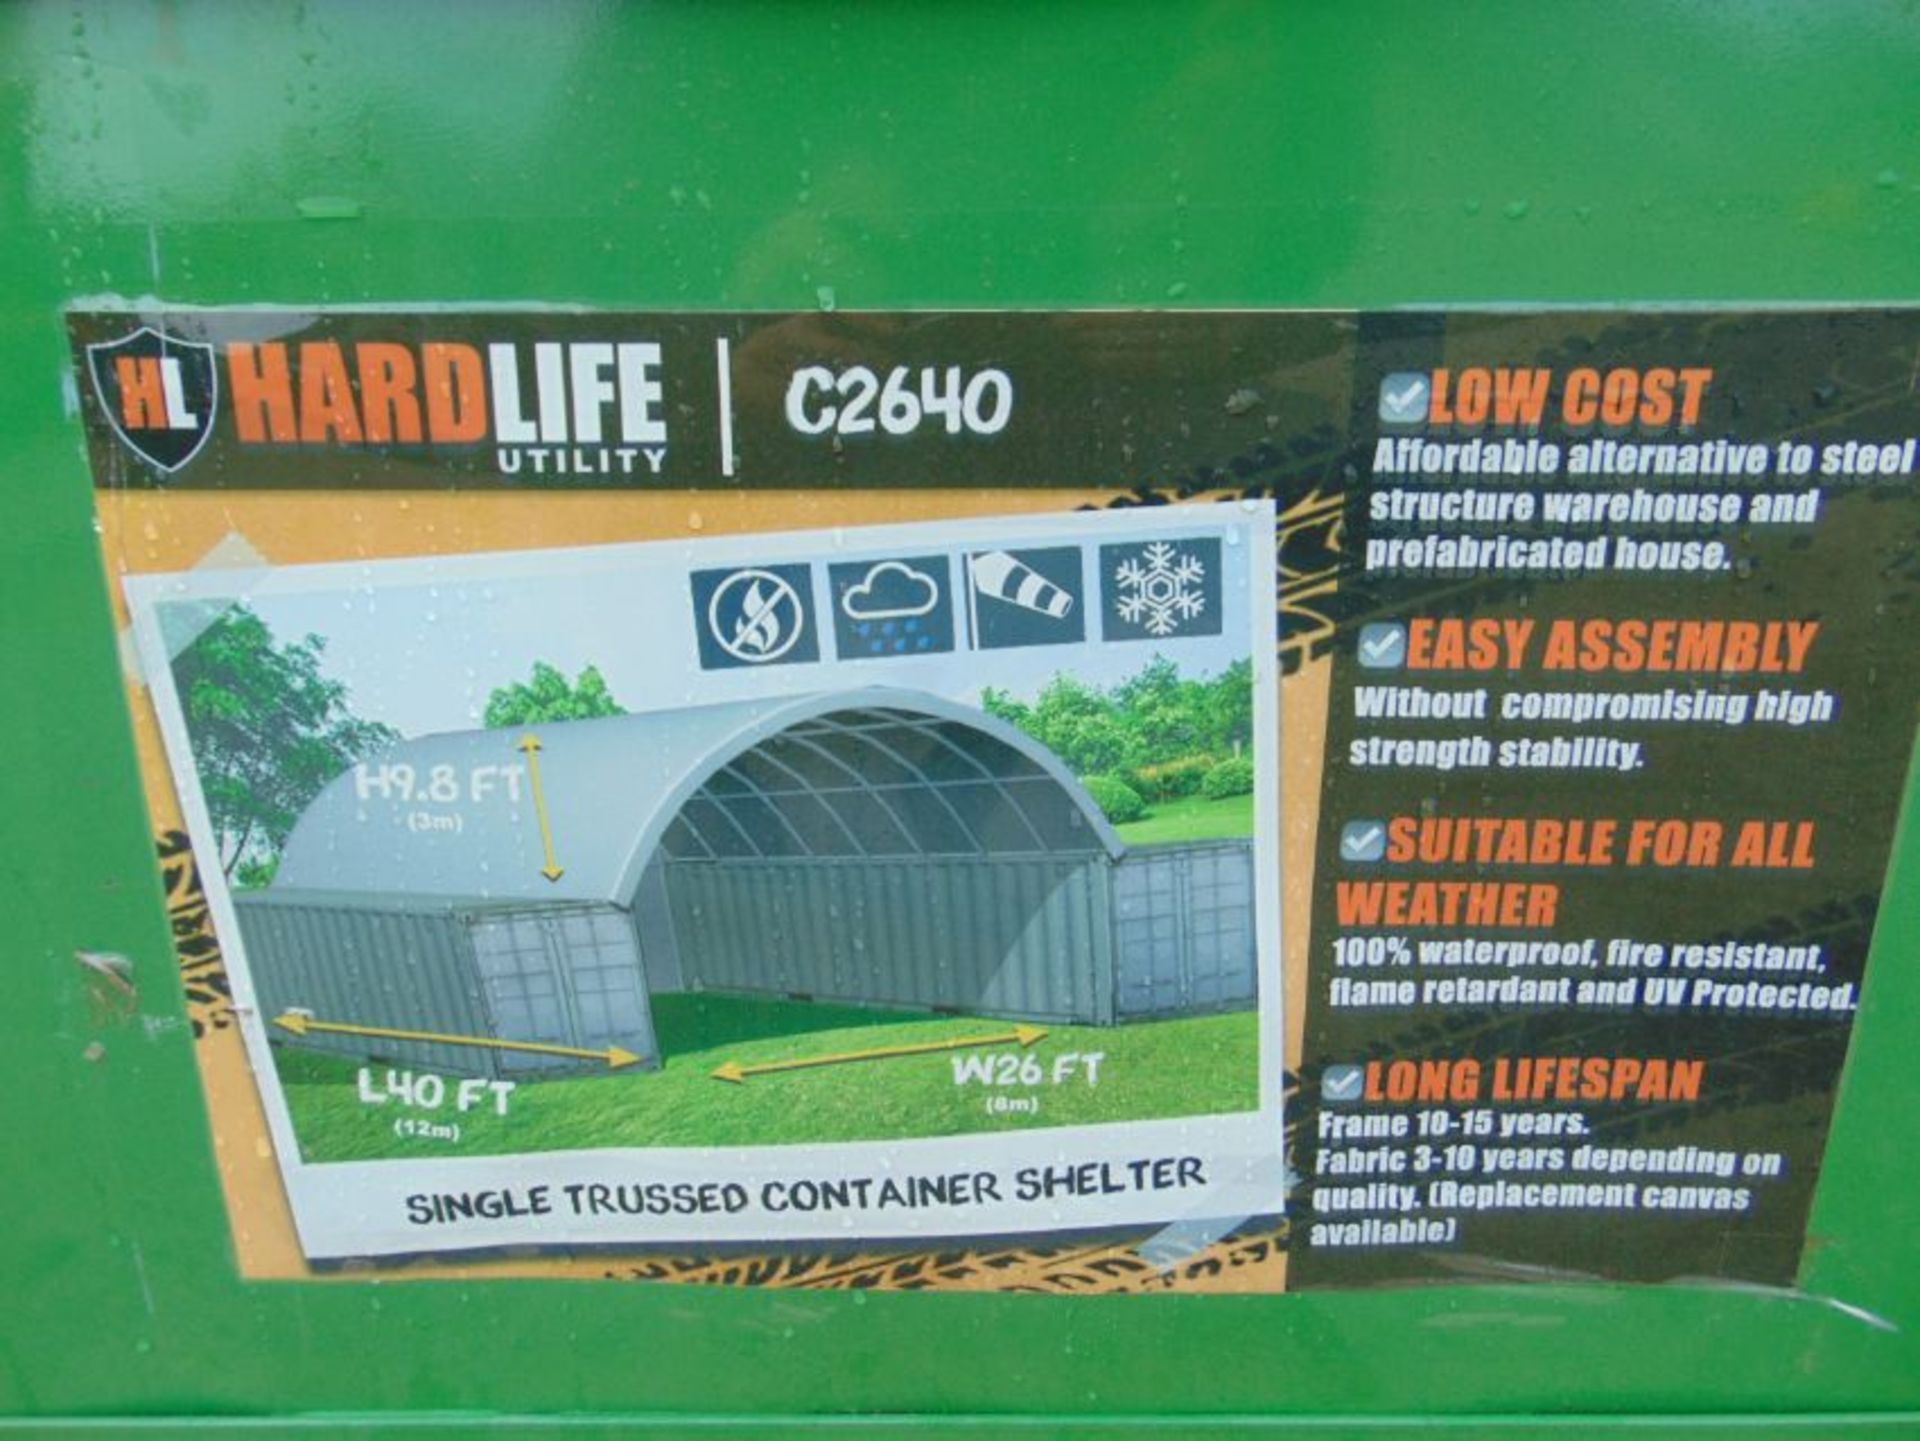 HL HARDLIFE
UTILITY
C2640
H9.8 FT
(3m)
L40 FT
(12m)
W26 FT
(8m)
SINGLE TRUSSED CONTAINER SHELTER
LOW COST
Affordable alternative to steel
structure warehouse and
prefabricated house.
EASY ASSEMBLY
Without compromising high
strength stability.
SUITABLE FOR ALL
WEATHER
100% waterproof, fire resistant,
flame retardant and UV Protected.
LONG LIFESPAN
Frame 10-15 years.
Fabric 3-10 years depending on
quality. (Replacement canvas
available)